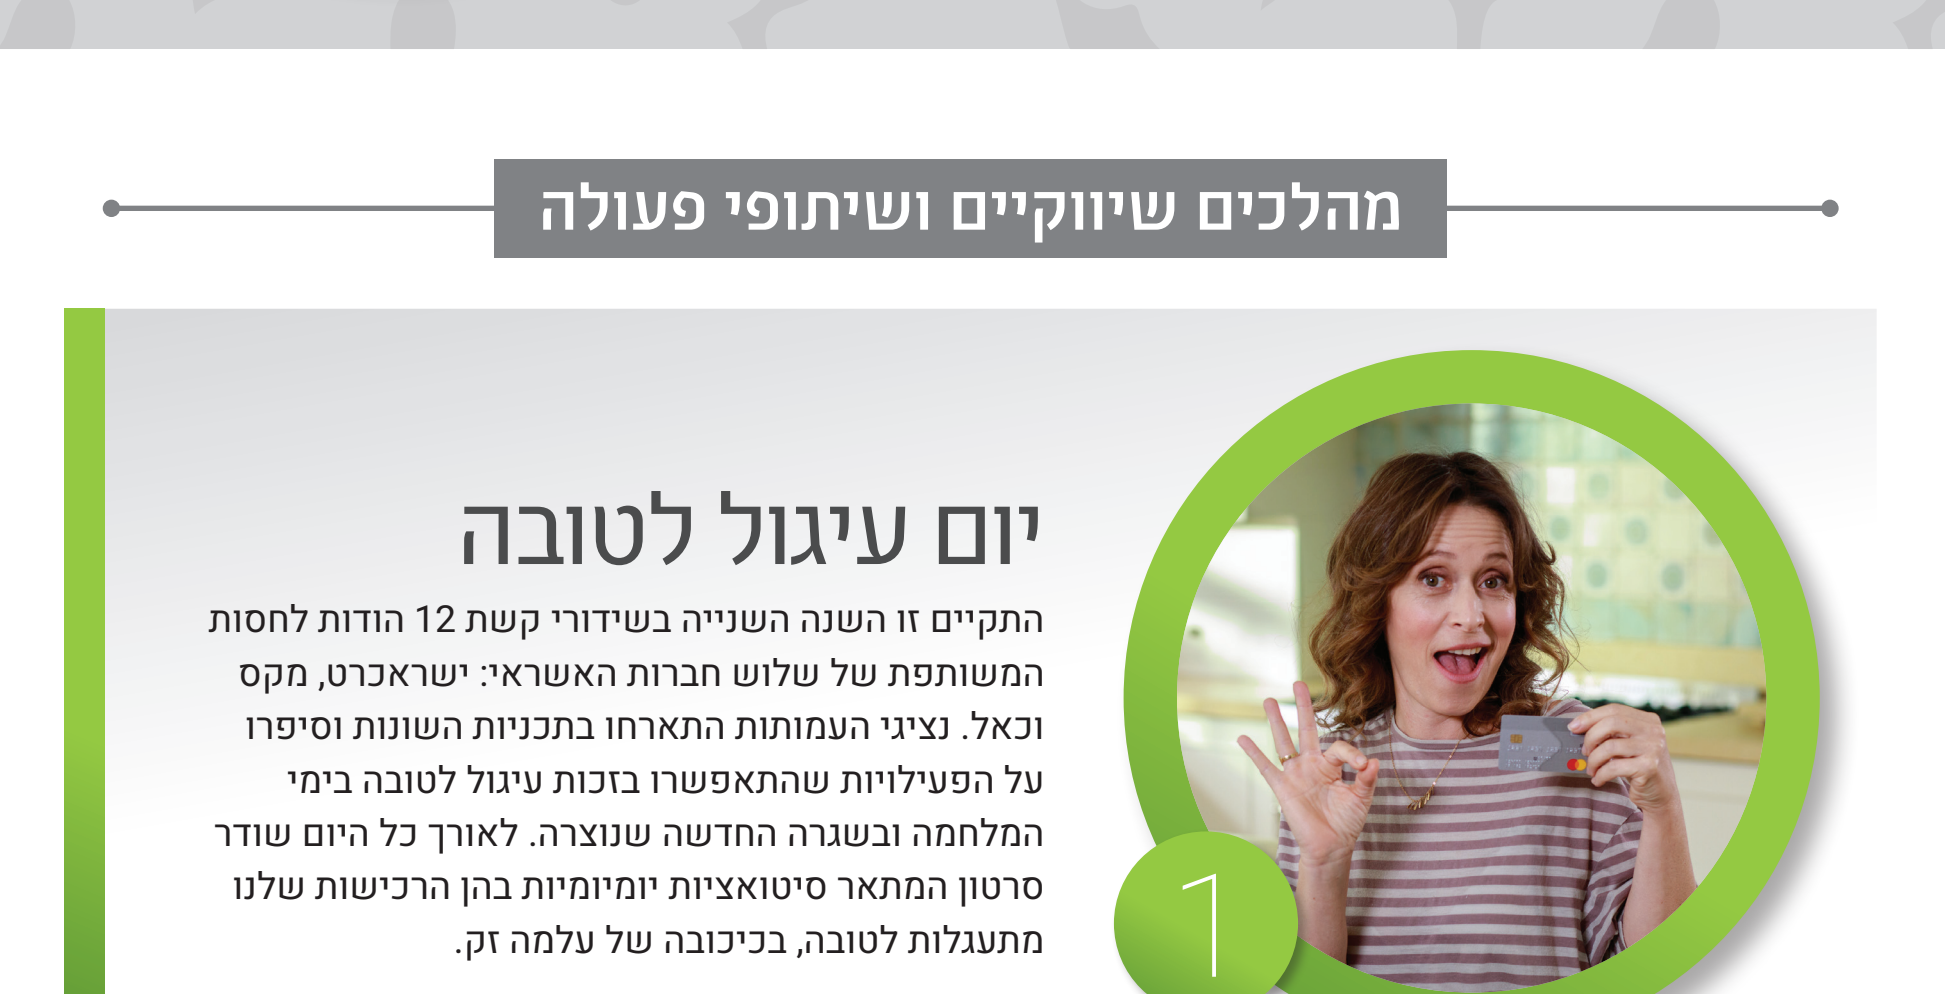 מהלכים שיווקיים ושיתופי פעולה
יום עיגול לטובה
התקיים זו השנה השנייה בשידורי קשת 12 הודות לחסות
המשותפת של שלוש חברות האשראי: ישראכרט, מקס
וכאל. נציגי העמותות התארחו בתכניות השונות וסיפרו
על הפעילויות שהתאפשרו בזכות עיגול לטובה בימי
המלחמה ובשגרה החדשה שנוצרה. לאורך כל היום שודר
סרטון המתאר סיטואציות יומיומיות בהן הרכישות שלנו
מתעגלות לטובה, בכיכובה של עלמה זק.
1